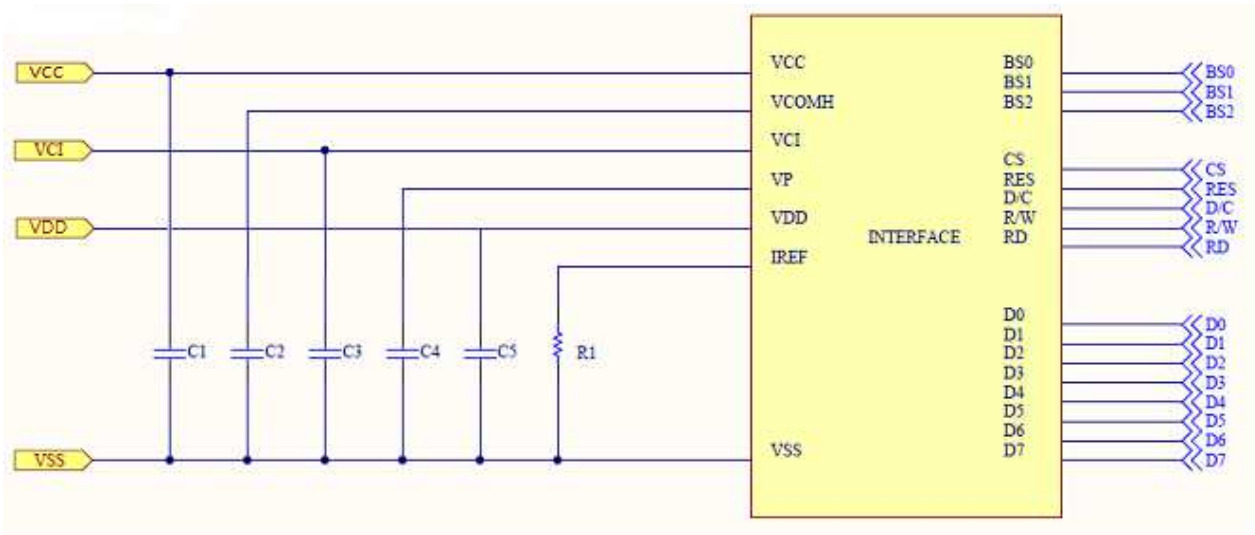 VCC
VCI
VDD
VSS
C1 C2 C3 C4 C5 R1
VCC
VCOMH
VCI
VP
VDD
IREF
VSS
INTERFACE
BS0
BS1
BS2
CS
RES
D/C
R/W
RD
D0
D1
D2
D3
D4
D5
D6
D7
BS0
BS1
BS2
CS
RES
D/C
R/W
RD
D0
D1
D2
D3
D4
D5
D6
D7